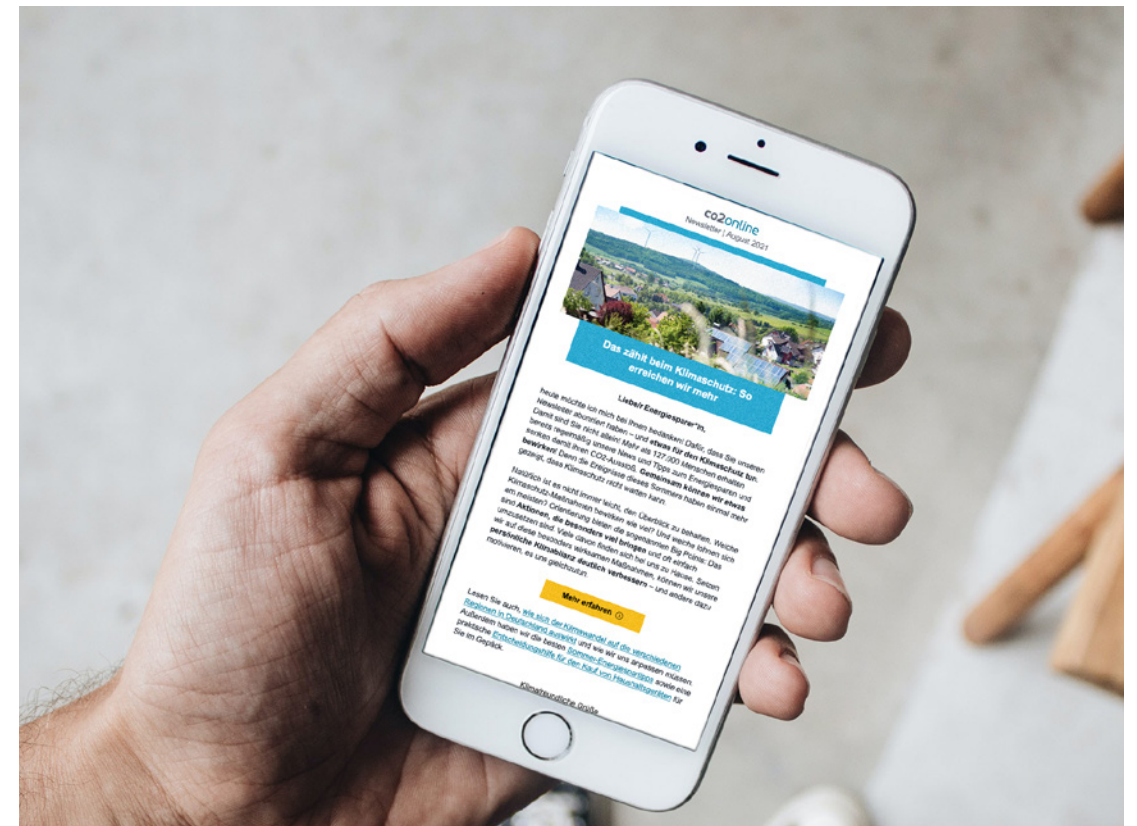 co2online
Newsletter | August 2021
Das zählt beim Klimaschutz: So
erreichen wir mehr
Liebe/r Energiesparer*in,
heute möchte ich mich bei Ihnen bedanken! Dafür, dass Sie unseren
Newsletter abonniert haben – und etwas für den Klimaschutz tun.
Damit sind Sie nicht allein! Mehr als 127.000 Menschen erhalten
bereits regelmäßig unsere News und Tipps zum Energiesparen und
senken damit ihren CO2-Ausstoß. Gemeinsam können wir etwas
bewirken! Denn die Ereignisse dieses Sommers haben einmal mehr
gezeigt, dass Klimaschutz nicht warten kann.
Natürlich ist es nicht immer leicht, den Überblick zu behalten. Welche
Klimaschutz-Maßnahmen bewirken wie viel? Und welche lohnen sich
am meisten? Orientierung bieten die sogenannten Big Points: Das
sind Aktionen, die besonders viel bringen und oft einfach
umzusetzen sind. Viele davon finden sich bei uns zu Hause. Setzen
wir auf diese besonders wirksamen Maßnahmen, können wir unsere
persönliche Klimabilanz deutlich verbessern – und andere dazu
motivieren, es uns gleichzutun.
Mehr erfahren
Lesen Sie auch, wie sich der Klimawandel auf die verschiedenen
Regionen in Deutschland auswirkt und wie wir uns anpassen müssen.
Außerdem haben wir die besten Sommer-Energiespartipps sowie eine
praktische Entscheidungshilfe für den Kauf von Haushaltsgeräten für
Sie im Gepäck.
Klimafreundliche Grüße